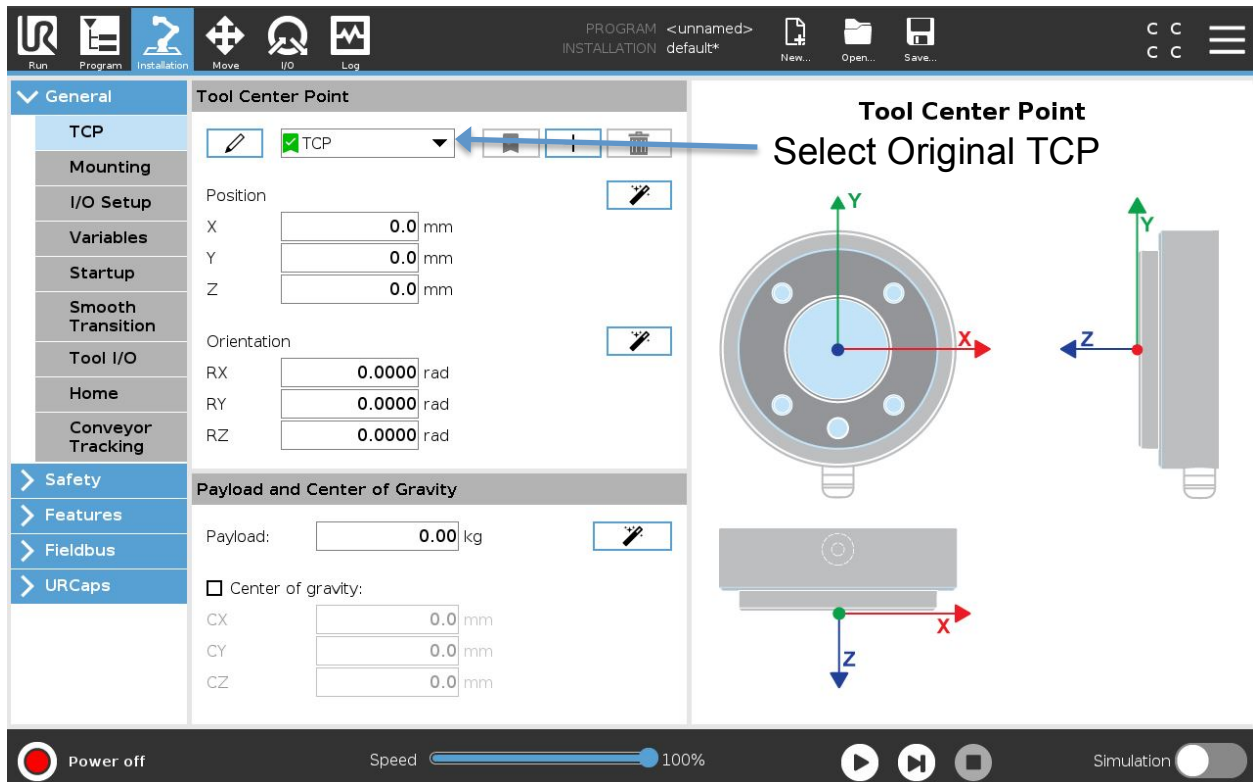 UR
Run
Program
Installation
Move
I/O
Log
PROGRAM <unnamed>
INSTALLATION default*
New...
Open...
Save...
C C
C C
General
TCP
Mounting
I/O Setup
Variables
Startup
Smooth
Transition
Tool I/O
Home
Conveyor
Tracking
Safety
Features
Fieldbus
URCaps
Tool Center Point
TCP
Position
X 0.0 mm
Y 0.0 mm
Z 0.0 mm
Orientation
RX 0.0000 rad
RY 0.0000 rad
RZ 0.0000 rad
Payload and Center of Gravity
Payload: 0.00 kg
Center of gravity:
CX 0.0 mm
CY 0.0 mm
CZ 0.0 mm
Tool Center Point
Select Original TCP
Y
X
Y
Z
X
Z
Power off
Speed 100%
Simulation